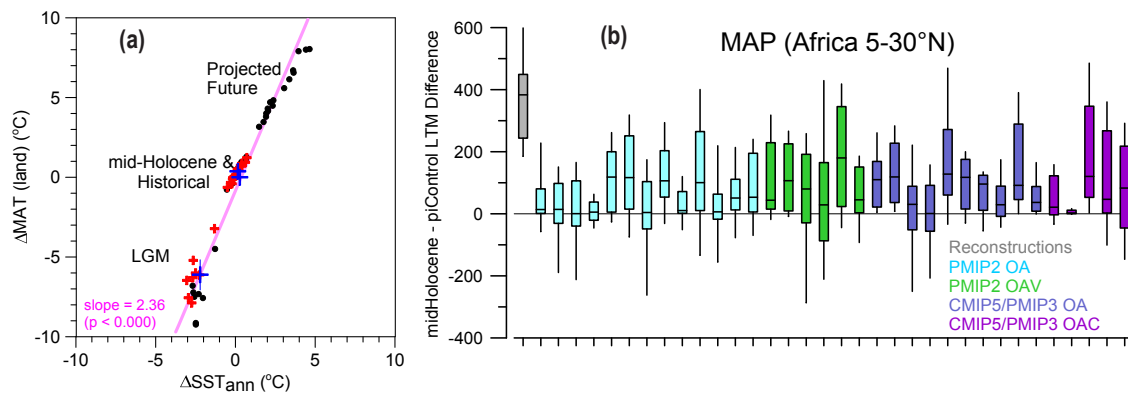 (a)
10
5
0
-5
-10
ΔMAT (land) (°C)
Projected
Future
mid-Holocene &
Historical
LGM
slope = 2.36
(p < 0.000)
-10 -5 0 5 10
ΔSSTann (°C)
(b)
MAP (Africa 5-30°N)
600
400
200
0
-200
-400
midHolocene - piControl LTM Difference
Reconstructions
PMIP2 OA
PMIP2 OAV
CMIP5/PMIP3 OA
CMIP5/PMIP3 OAC